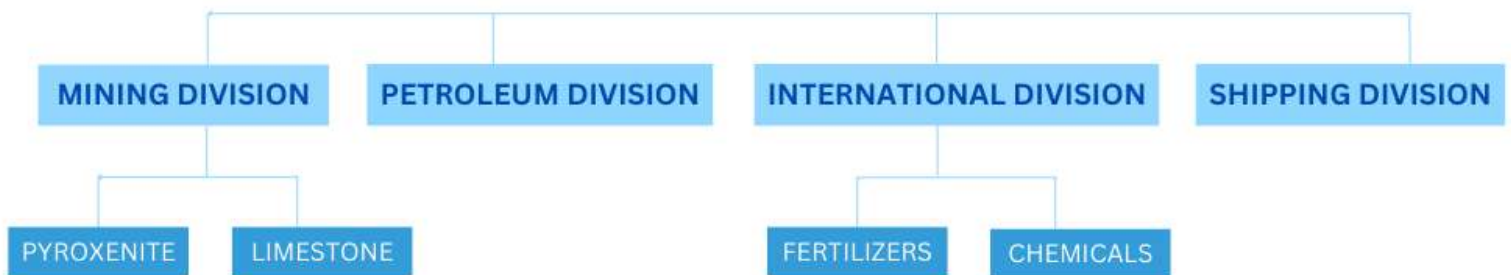 MINING DIVISION
PETROLEUM DIVISION
INTERNATIONAL DIVISION
SHIPPING DIVISION
PYROXENITE
LIMESTONE
FERTILIZERS
CHEMICALS